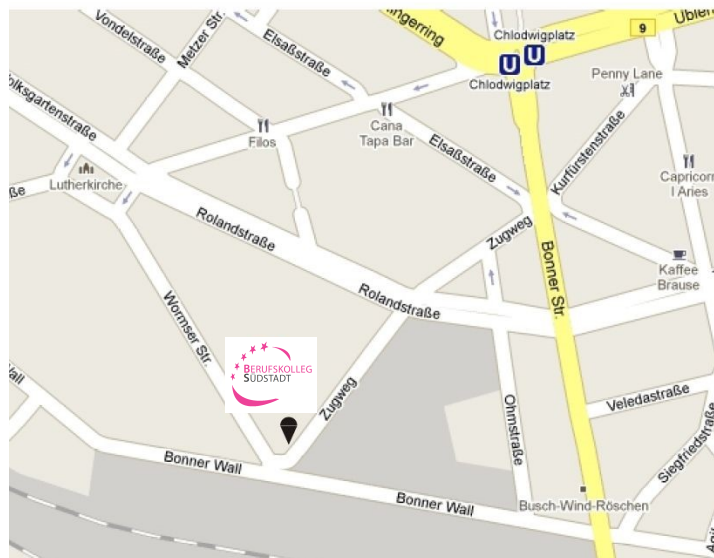 Vondelstraße
Metzer Str.
Elsaßstraße
Chlodwigplatz
U
U
Chlodwigplatz
9
Penny Lane
Filos
Cana
Tapa Bar
Elsaßstraße
Kurfürstenstraße
Capricorn
I Aries
Lutherkirche
Rolandstraße
Zugweg
Bonner Str.
Kaffee
Brause
Rolandstraße
Wormser Str.
BERUFSKOLLEG
SÜDSTADT
Zugweg
Ohmstraße
Veledastraße
Siegfriedstraße
Bonner Wall
Bonner Wall
Busch-Wind-Röschen